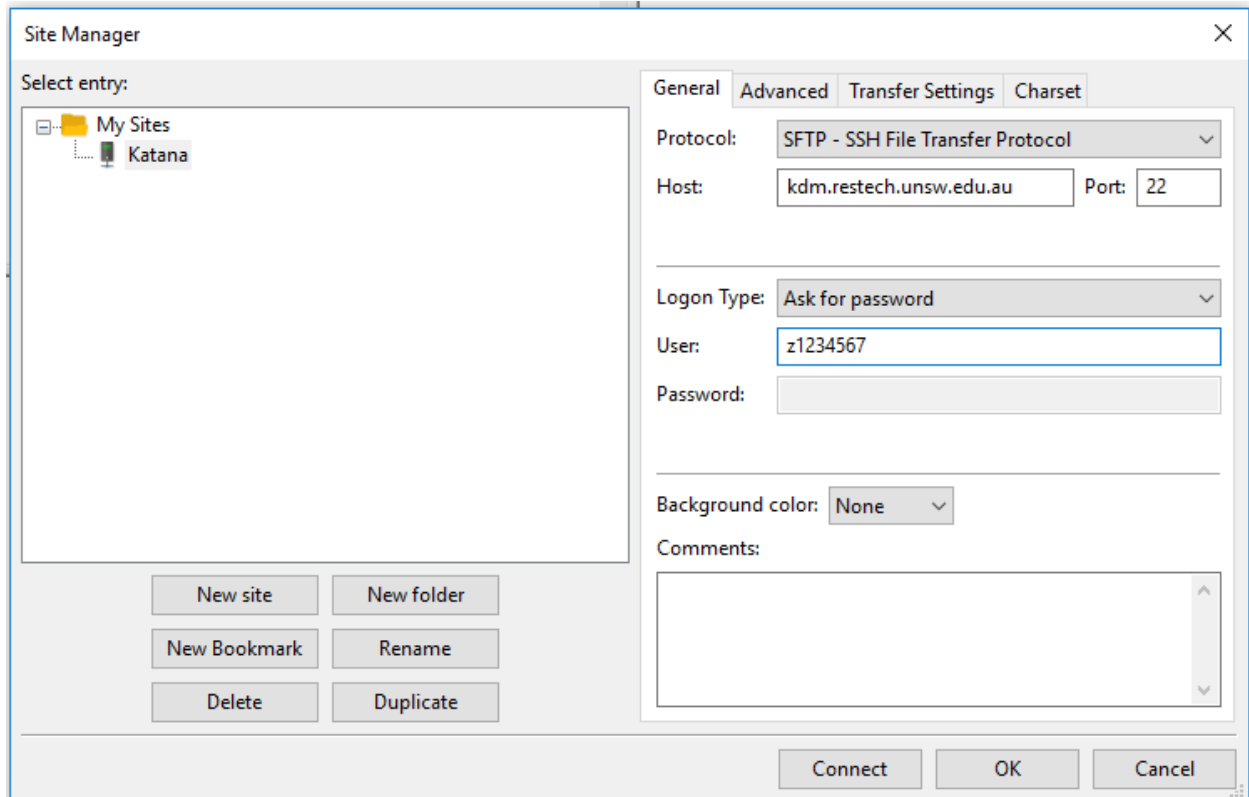 Site Manager
Select entry:
My Sites
Katana
New site
New folder
New Bookmark
Rename
Delete
Duplicate
General
Advanced
Transfer Settings
Charset
Protocol:
SFTP - SSH File Transfer Protocol
Host:
kdm.restech.unsw.edu.au
Port:
22
Logon Type:
Ask for password
User:
z1234567
Password:
Background color:
None
Comments:
Connect
OK
Cancel